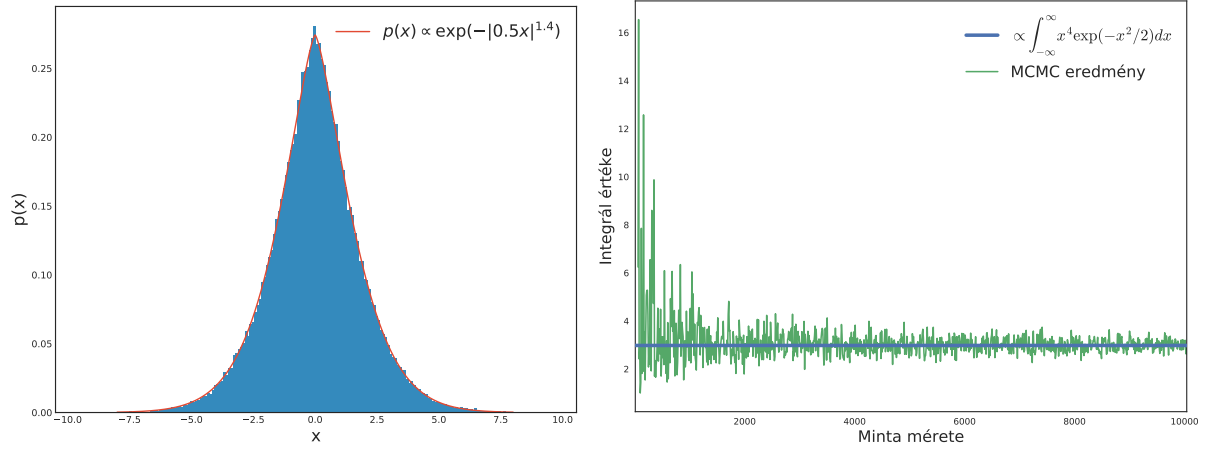 p(x) ∝ exp(−|0.5x|^1.4)
0.25
0.20
0.15
0.10
0.05
0.00
p(x)
−10.0 −7.5 −5.0 −2.5 0.0 2.5 5.0 7.5 10.0
x
∝∫_{−∞}^{∞} x^4 exp(−x^2/2)dx
MCMC eredmény
16
14
12
10
8
6
4
2
Integrál értéke
2000 4000 6000 8000 10000
Minta mérete